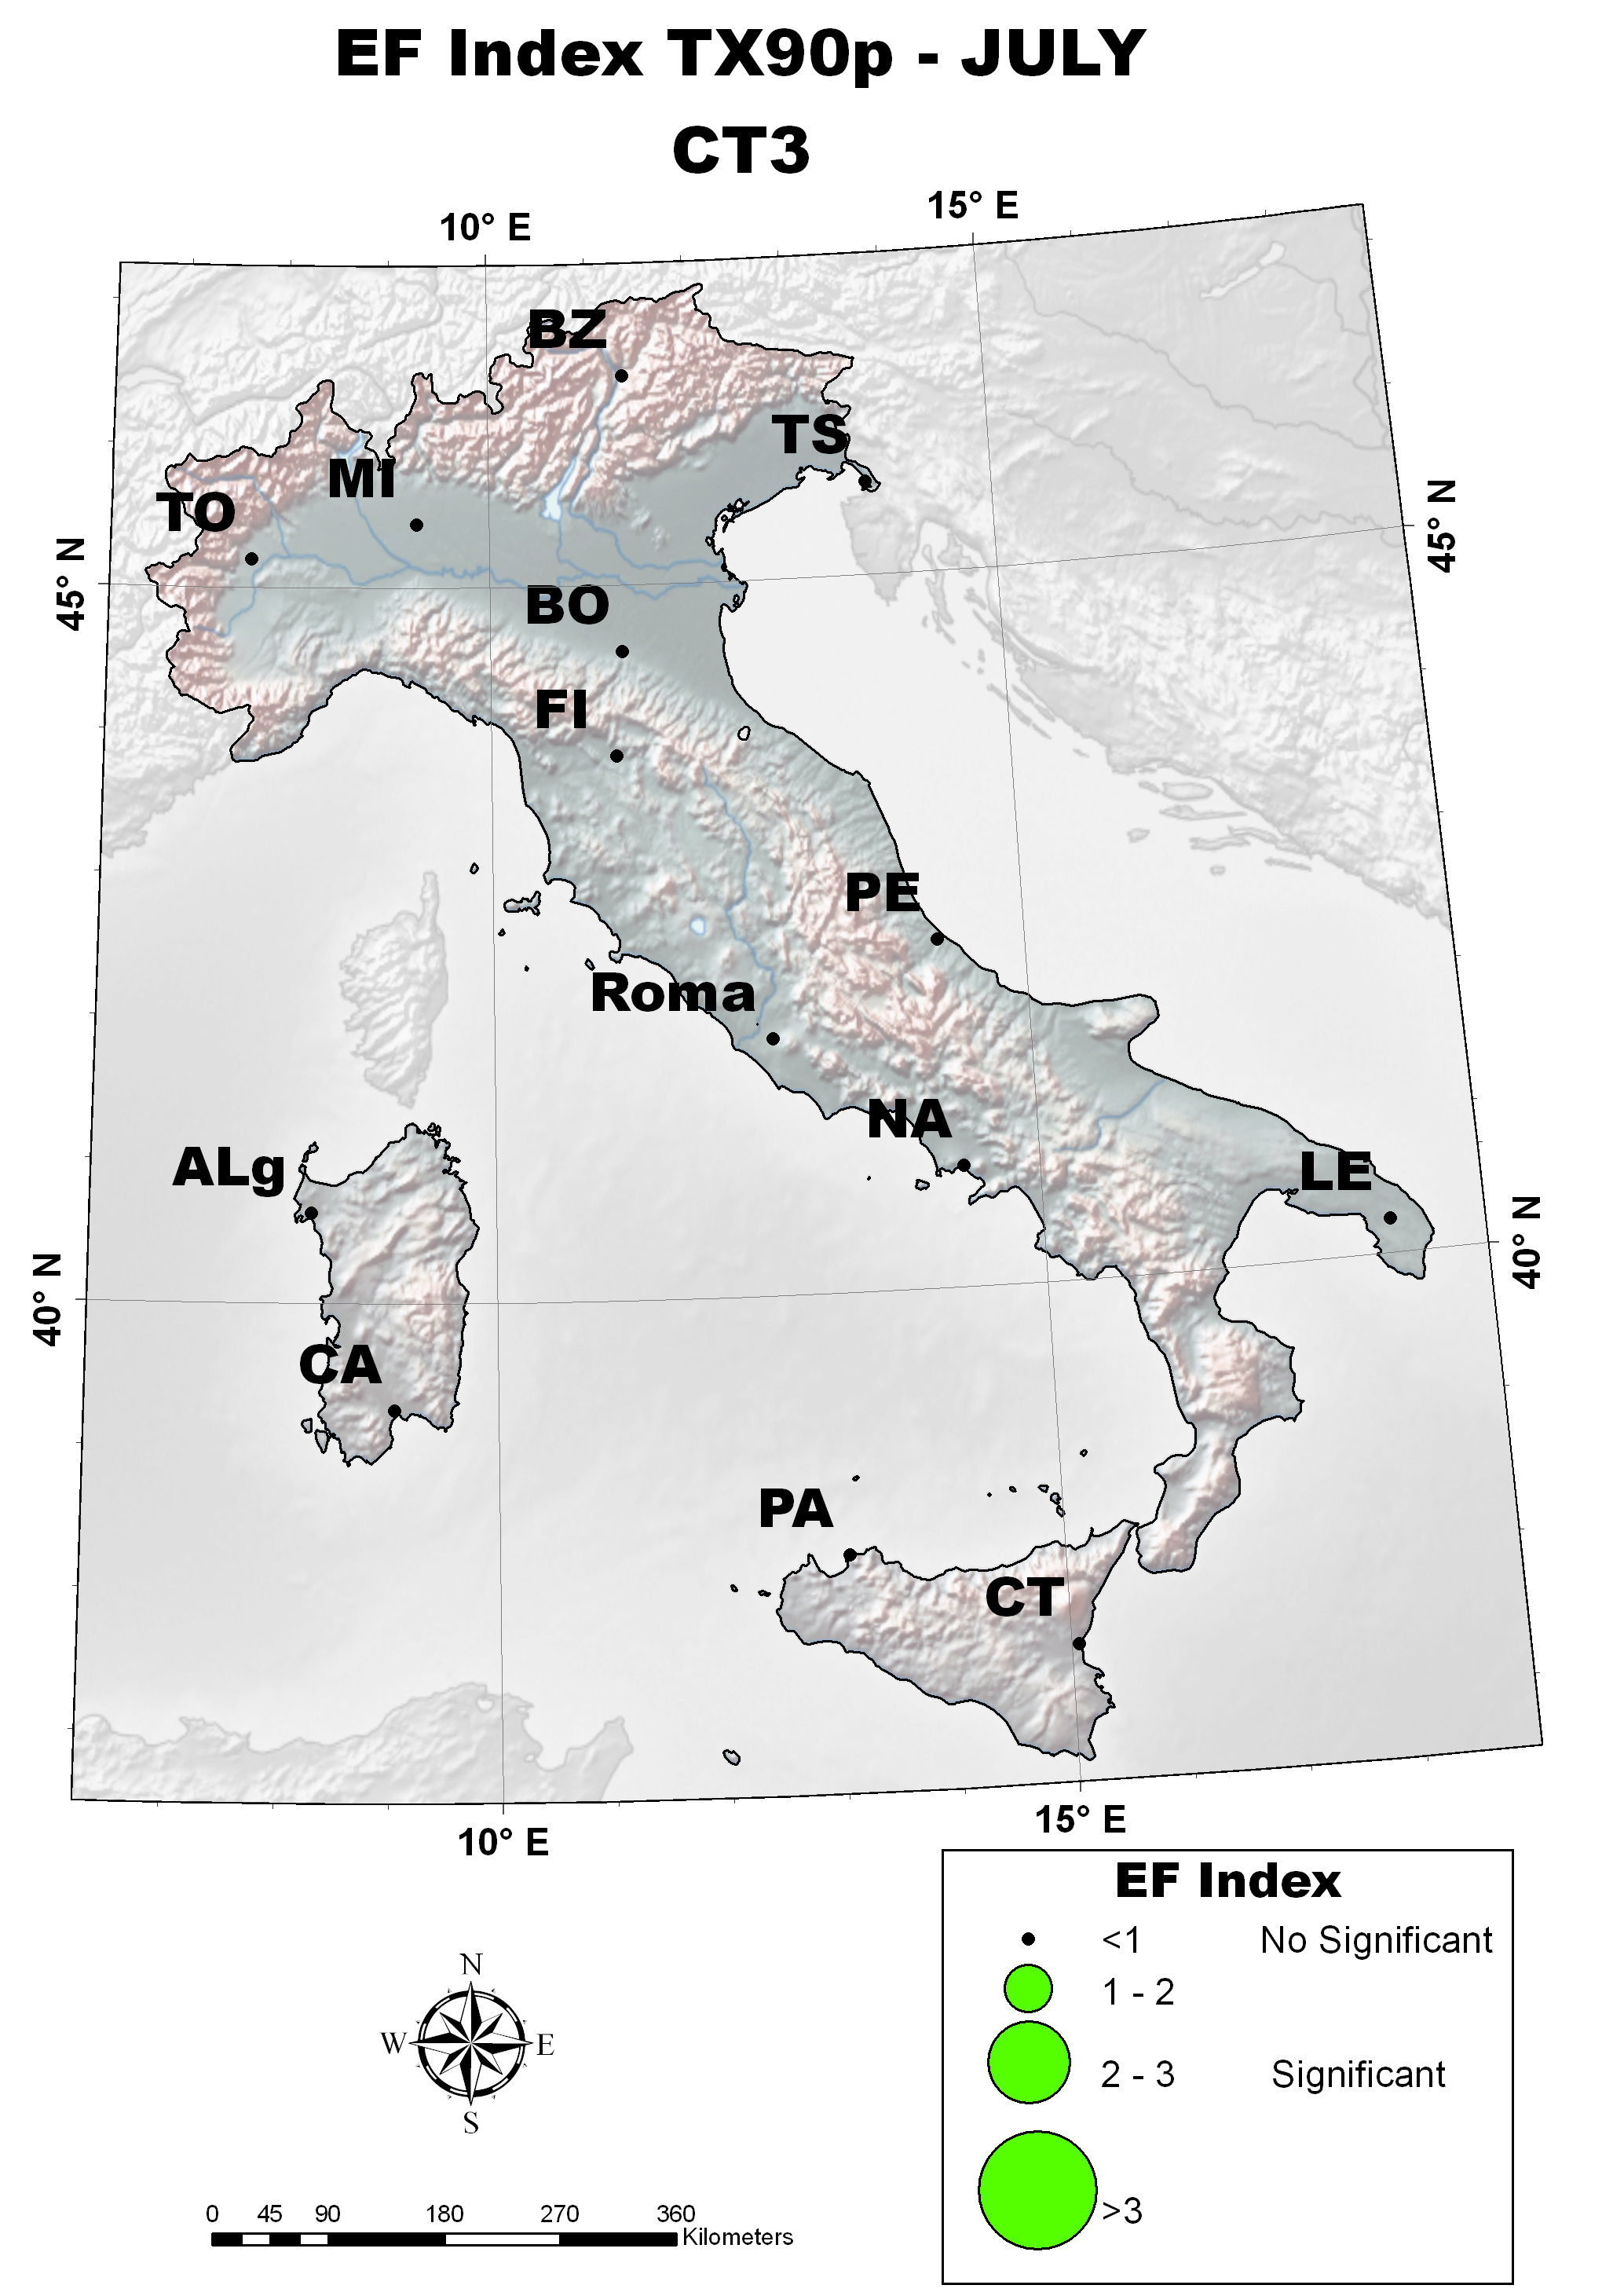 EF Index TX90p - JULY
CT3
10° E
15° E
BZ
TS
MI
TO
45° N
45° N
BO
FI
PE
Roma
NA
ALg
LE
40° N
40° N
CA
PA
CT
10° E
15° E
EF Index
<1 No Significant
1 - 2
2 - 3 Significant
>3
N
W E
S
0 45 90 180 270 360
Kilometers